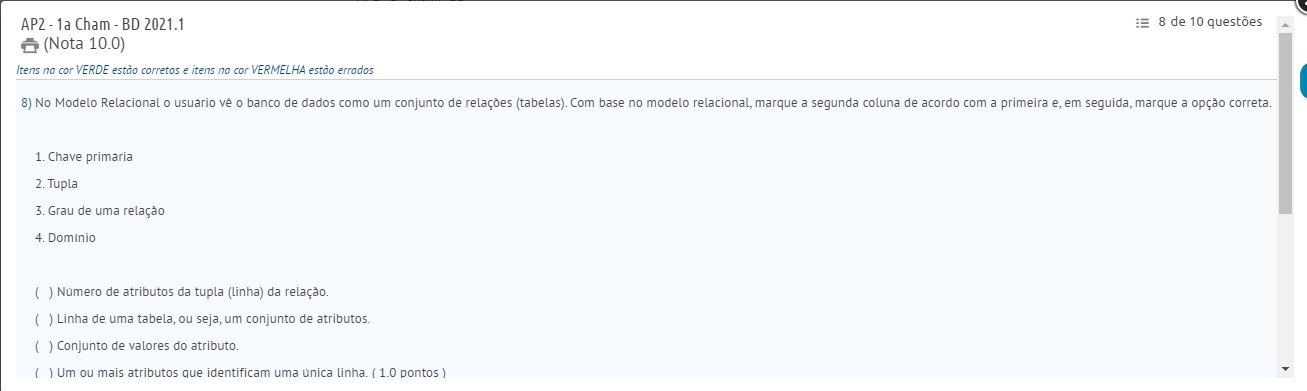 AP2 - 1a Cham - BD 2021.1
(Nota 10.0)
8 de 10 questões
Itens na cor VERDE estão corretos e itens na cor VERMELHA estão errados
8) No Modelo Relacional o usuário vê o banco de dados como um conjunto de relações (tabelas). Com base no modelo relacional, marque a segunda coluna de acordo com a primeira e, em seguida, marque a opção correta.
1. Chave primária
2. Tupla
3. Grau de uma relação
4. Domínio
( ) Número de atributos da tupla (linha) da relação.
( ) Linha de uma tabela, ou seja, um conjunto de atributos.
( ) Conjunto de valores do atributo.
( ) Um ou mais atributos que identificam uma única linha. ( 1.0 pontos )